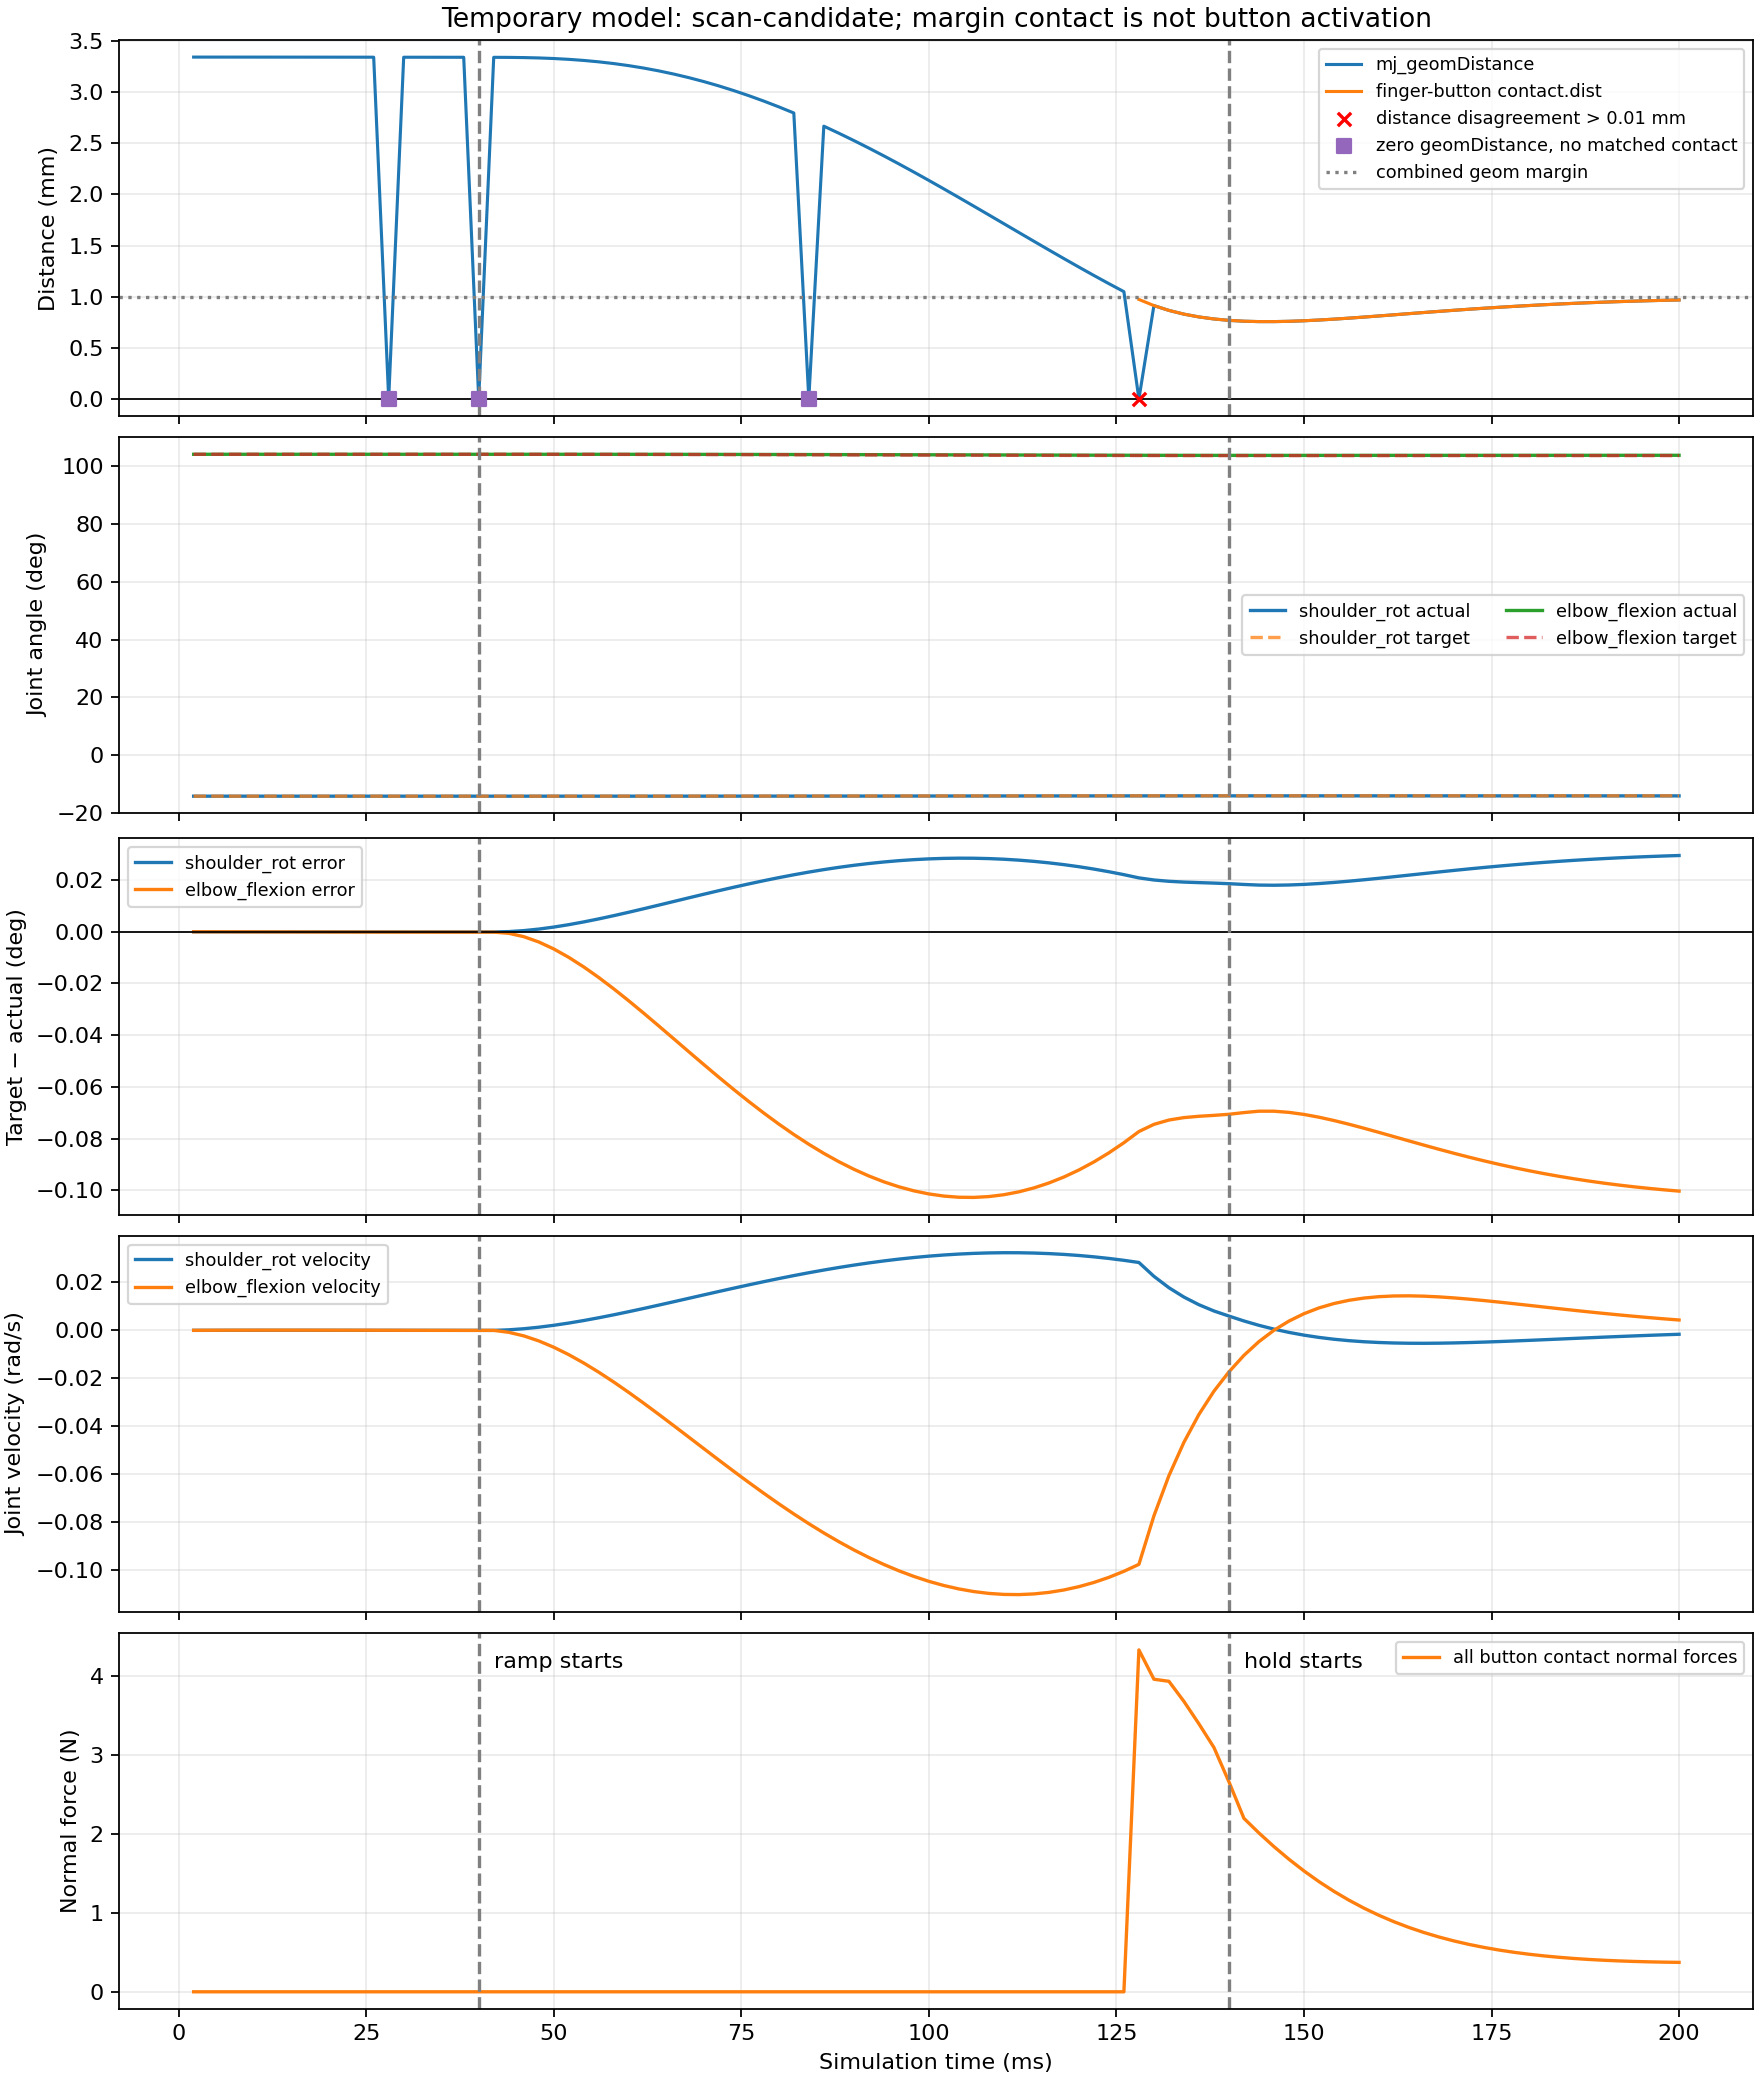 Temporary model: scan-candidate; margin contact is not button activation
Distance (mm)
3.5
3.0
2.5
2.0
1.5
1.0
0.5
0.0
mj_geomDistance
finger-button contact.dist
distance disagreement > 0.01 mm
zero geomDistance, no matched contact
combined geom margin
Joint angle (deg)
100
80
60
40
20
0
−20
shoulder_rot actual
shoulder_rot target
elbow_flexion actual
elbow_flexion target
Target − actual (deg)
0.02
0.00
−0.02
−0.04
−0.06
−0.08
−0.10
shoulder_rot error
elbow_flexion error
Joint velocity (rad/s)
0.02
0.00
−0.02
−0.04
−0.06
−0.08
−0.10
shoulder_rot velocity
elbow_flexion velocity
Normal force (N)
4
3
2
1
0
ramp starts
hold starts
all button contact normal forces
0 25 50 75 100 125 150 175 200
Simulation time (ms)